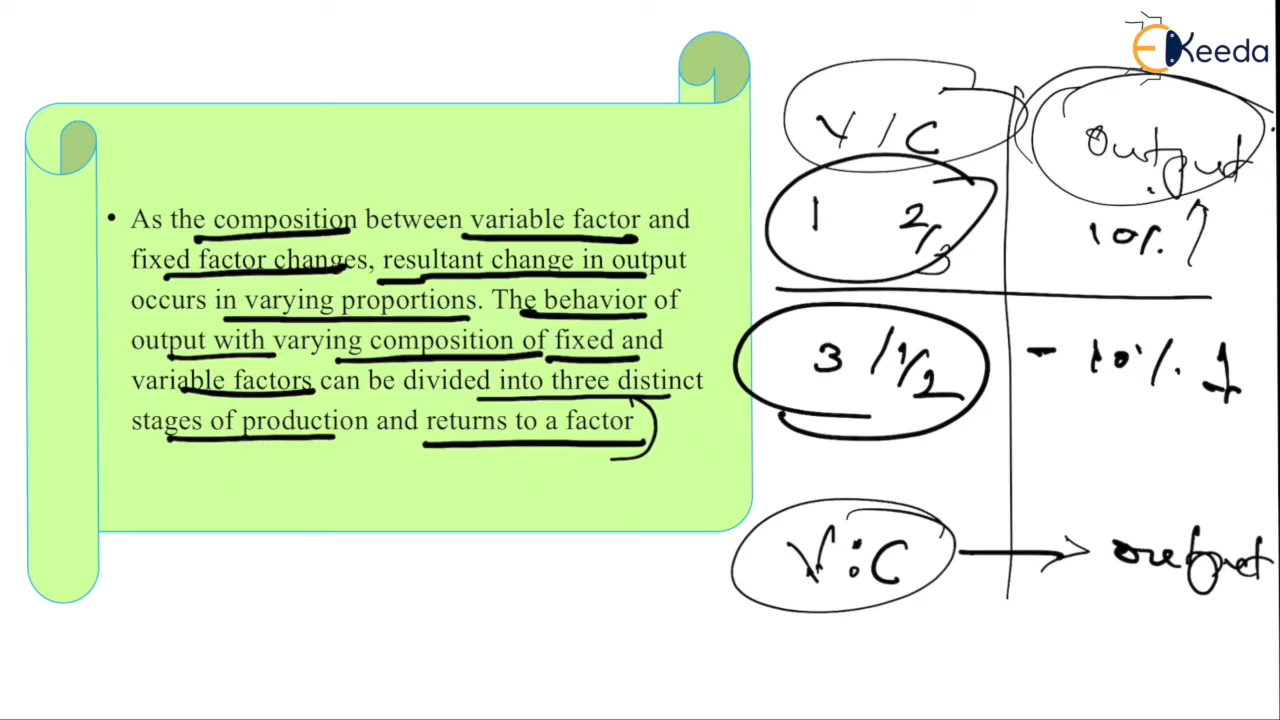 EKeeda
• As the composition between variable factor and
fixed factor changes, resultant change in output
occurs in varying proportions. The behavior of
output with varying composition of fixed and
variable factors can be divided into three distinct
stages of production and returns to a factor
V / C
Output
1 2/3
10%. ↑
3 / 1/2
- 10%. ↓
V : C → output